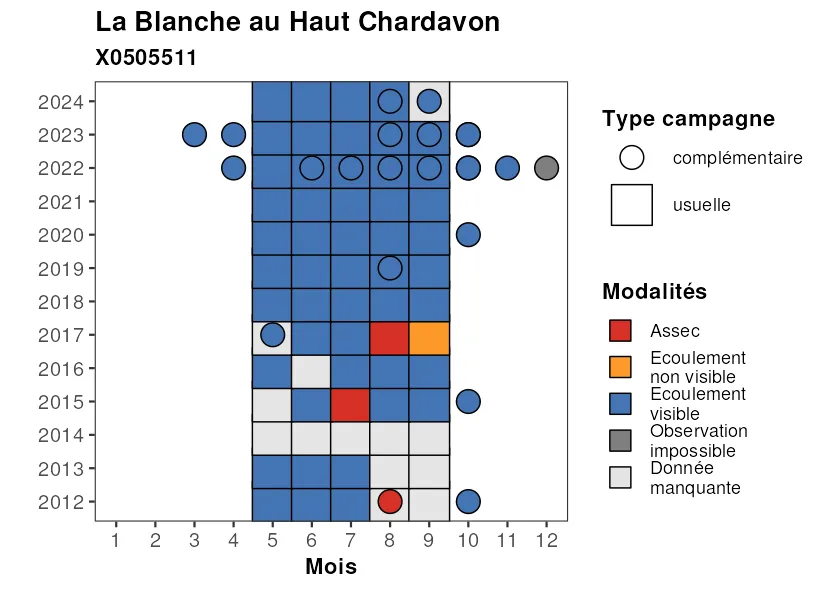 La Blanche au Haut Chardavon
X0505511
2024
2023
2022
2021
2020
2019
2018
2017
2016
2015
2014
2013
2012
1 2 3 4 5 6 7 8 9 10 11 12
Mois
Type campagne
complémentaire
usuelle
Modalités
Assec
Ecoulement
non visible
Ecoulement
visible
Observation
impossible
Donnée
manquante